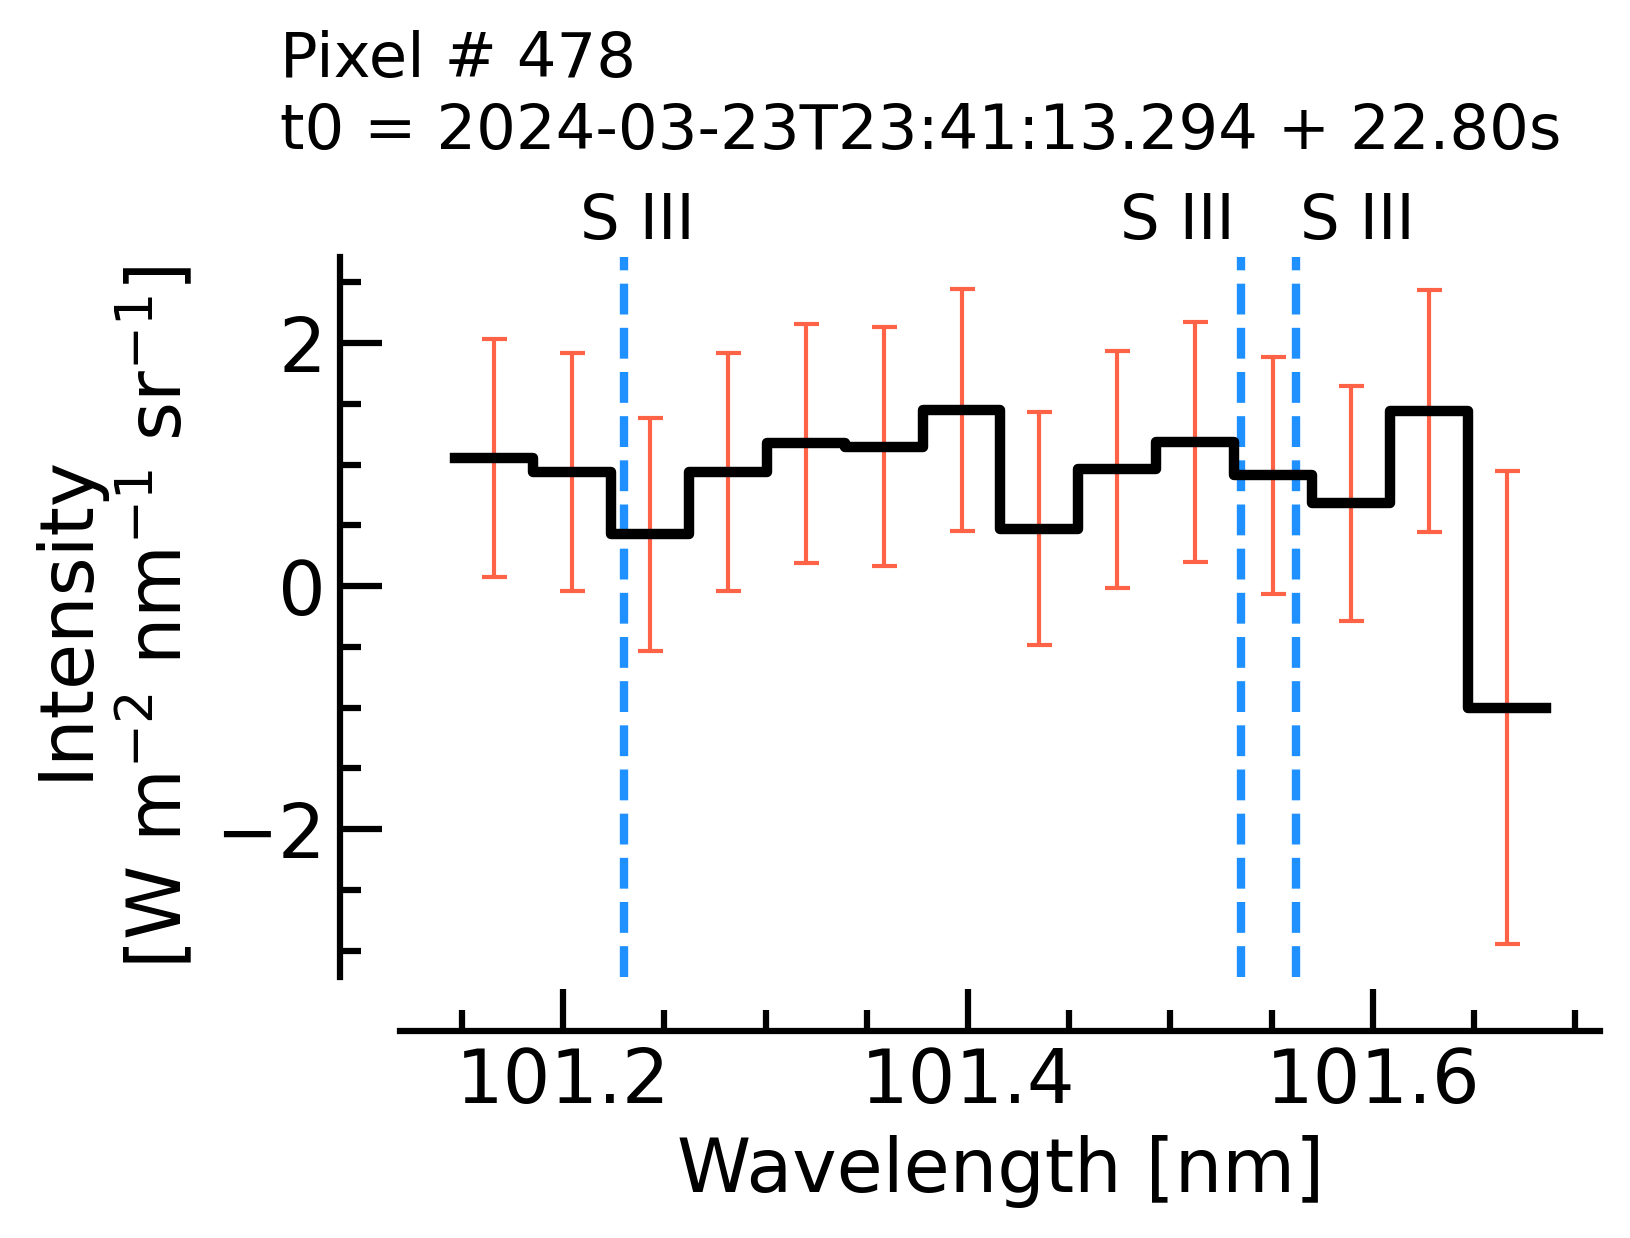 Pixel # 478
t0 = 2024-03-23T23:41:13.294 + 22.80s
S III S III S III
Intensity
[W m⁻² nm⁻¹ sr⁻¹]
2
0
−2
101.2 101.4 101.6
Wavelength [nm]